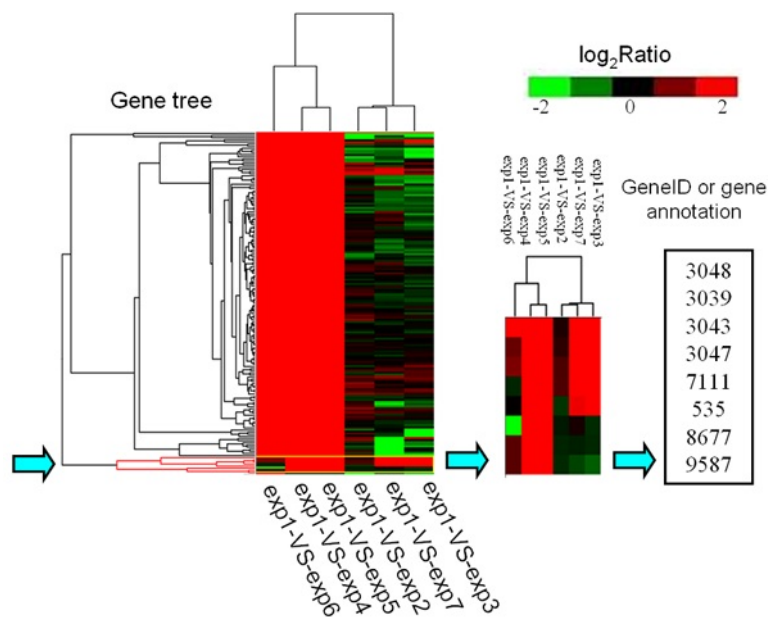 log2Ratio
Gene tree
-2 0 2
exp1-VS-exp6
exp1-VS-exp4
exp1-VS-exp5
exp1-VS-exp2
exp1-VS-exp7
exp1-VS-exp3
GeneID or gene
annotation
3048
3039
3043
3047
7111
535
8677
9587
exp1-VS-exp6
exp1-VS-exp4
exp1-VS-exp5
exp1-VS-exp2
exp1-VS-exp7
exp1-VS-exp3